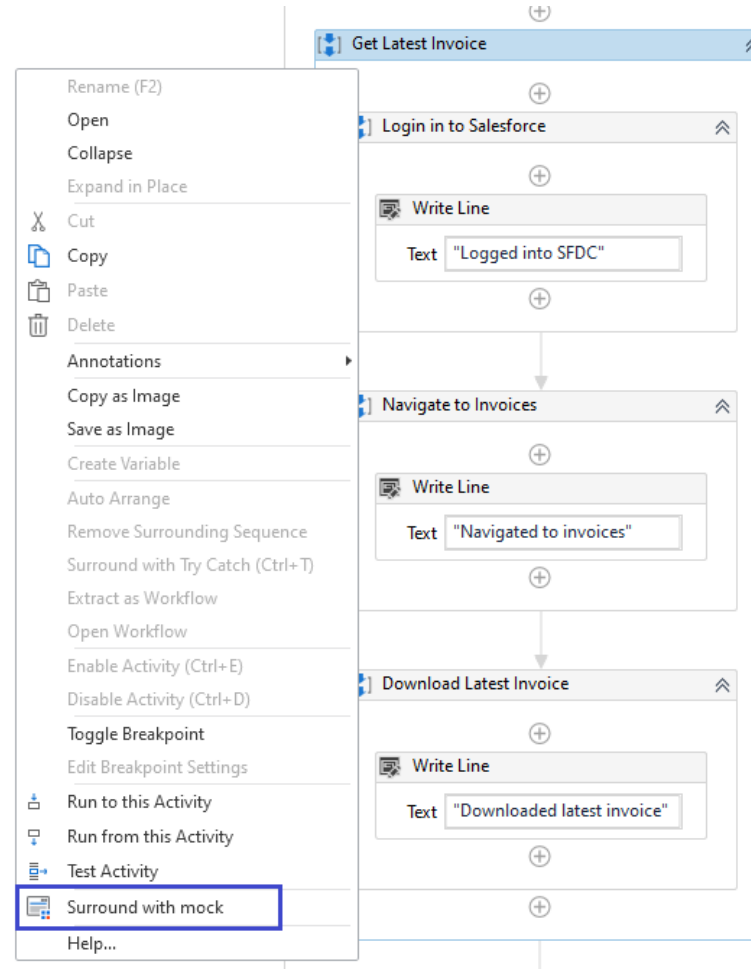 Get Latest Invoice
Rename (F2)
Open
Collapse
Expand in Place
Cut
Copy
Paste
Delete
Annotations
Copy as Image
Save as Image
Create Variable
Auto Arrange
Remove Surrounding Sequence
Surround with Try Catch (Ctrl+T)
Extract as Workflow
Open Workflow
Enable Activity (Ctrl+E)
Disable Activity (Ctrl+D)
Toggle Breakpoint
Edit Breakpoint Settings
Run to this Activity
Run from this Activity
Test Activity
Surround with mock
Help...
Login in to Salesforce
Write Line
Text "Logged into SFDC"
Navigate to Invoices
Write Line
Text "Navigated to invoices"
Download Latest Invoice
Write Line
Text "Downloaded latest invoice"